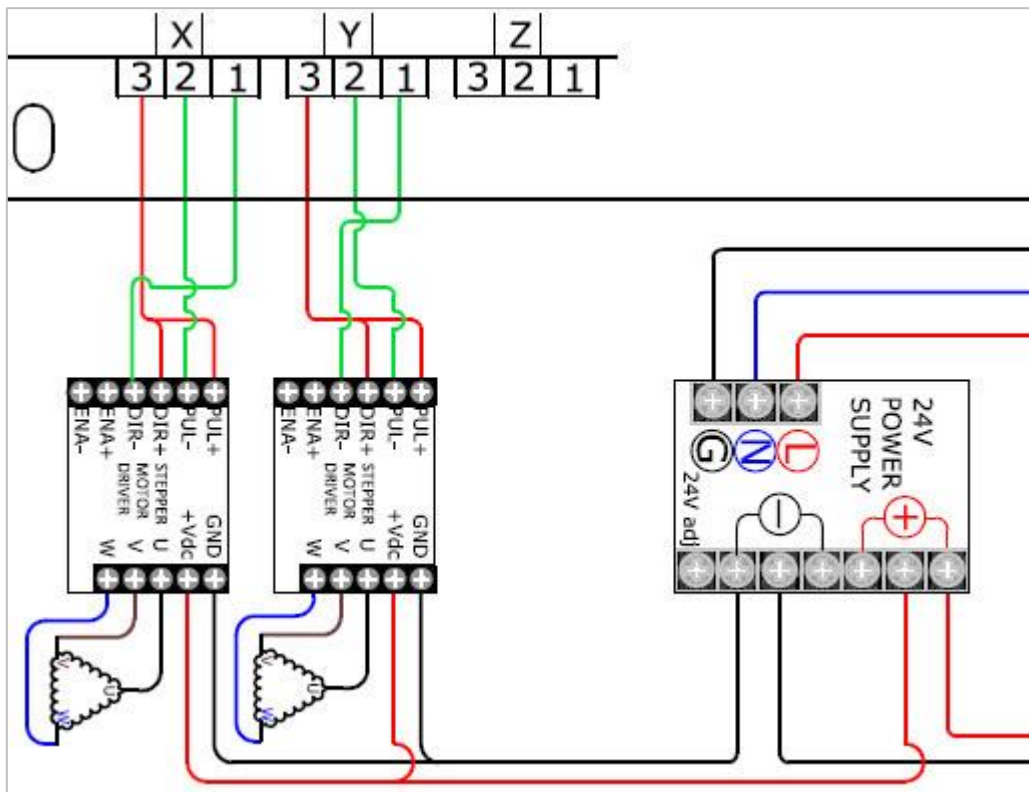 X
3 2 1
Y
3 2 1
Z
3 2 1
ENA-
ENA+
DIR-
DIR+
PUL-
PUL+
STEPPER
MOTOR
DRIVER
W
V
U
+Vdc
GND
V
U
W
ENA-
ENA+
DIR-
DIR+
PUL-
PUL+
STEPPER
MOTOR
DRIVER
W
V
U
+Vdc
GND
V
U
W
G
N
L
24V
POWER
SUPPLY
24V adj
−
+